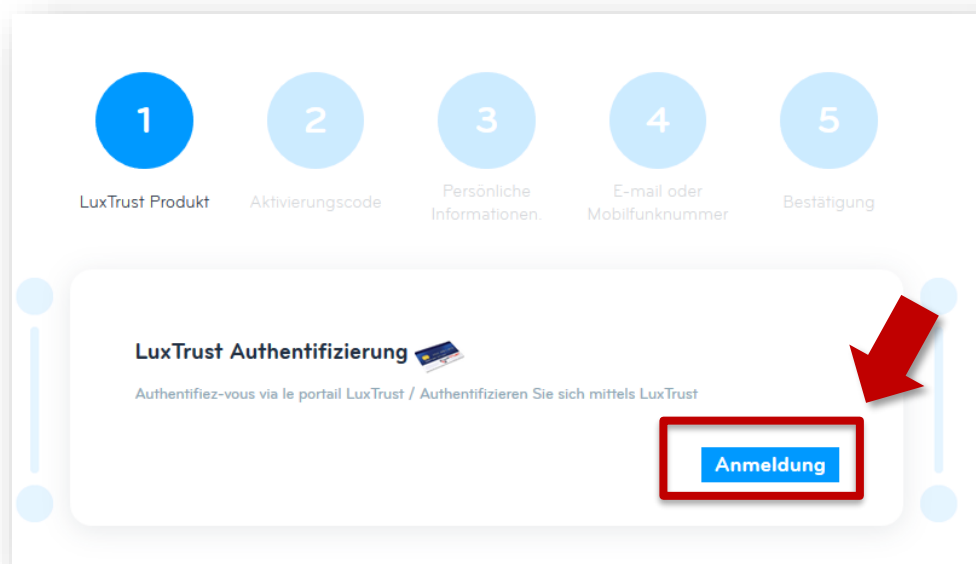 1
2
3
4
5
LuxTrust Produkt
Aktivierungscode
Persönliche
Informationen.
E-mail oder
Mobilfunknummer
Bestätigung
LuxTrust Authentifizierung
Authentifiez-vous via le portail LuxTrust / Authentifizieren Sie sich mittels LuxTrust
Anmeldung